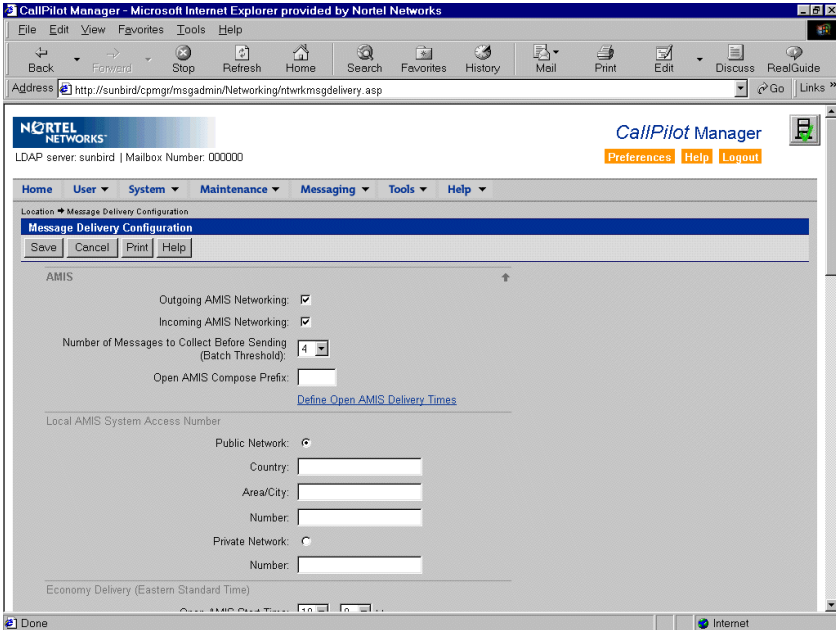 CallPilot Manager - Microsoft Internet Explorer provided by Nortel Networks
File Edit View Favorites Tools Help
Back Forward Stop Refresh Home Search Favorites History Mail Print Edit Discuss RealGuide
Address http://sunbird/cpmgr/msgadmin/Networking/ntwrkmsgdelivery.asp Go Links »
NORTEL
NETWORKS™
CallPilot Manager
LDAP server: sunbird | Mailbox Number: 000000
Preferences Help Logout
Home User System Maintenance Messaging Tools Help
Location Message Delivery Configuration
Message Delivery Configuration
Save Cancel Print Help
AMIS
Outgoing AMIS Networking:
Incoming AMIS Networking:
Number of Messages to Collect Before Sending
(Batch Threshold): 4
Open AMIS Compose Prefix:
Define Open AMIS Delivery Times
Local AMIS System Access Number
Public Network:
Country:
Area/City:
Number:
Private Network:
Number:
Economy Delivery (Eastern Standard Time)
Open AMIS Start Time:
Done Internet